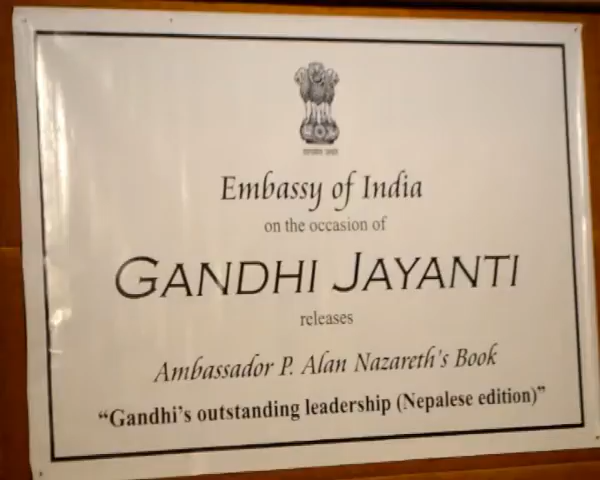 Embassy of India
on the occasion of
GANDHI JAYANTI
releases
Ambassador P. Alan Nazareth's Book
“Gandhi's outstanding leadership (Nepalese edition)”